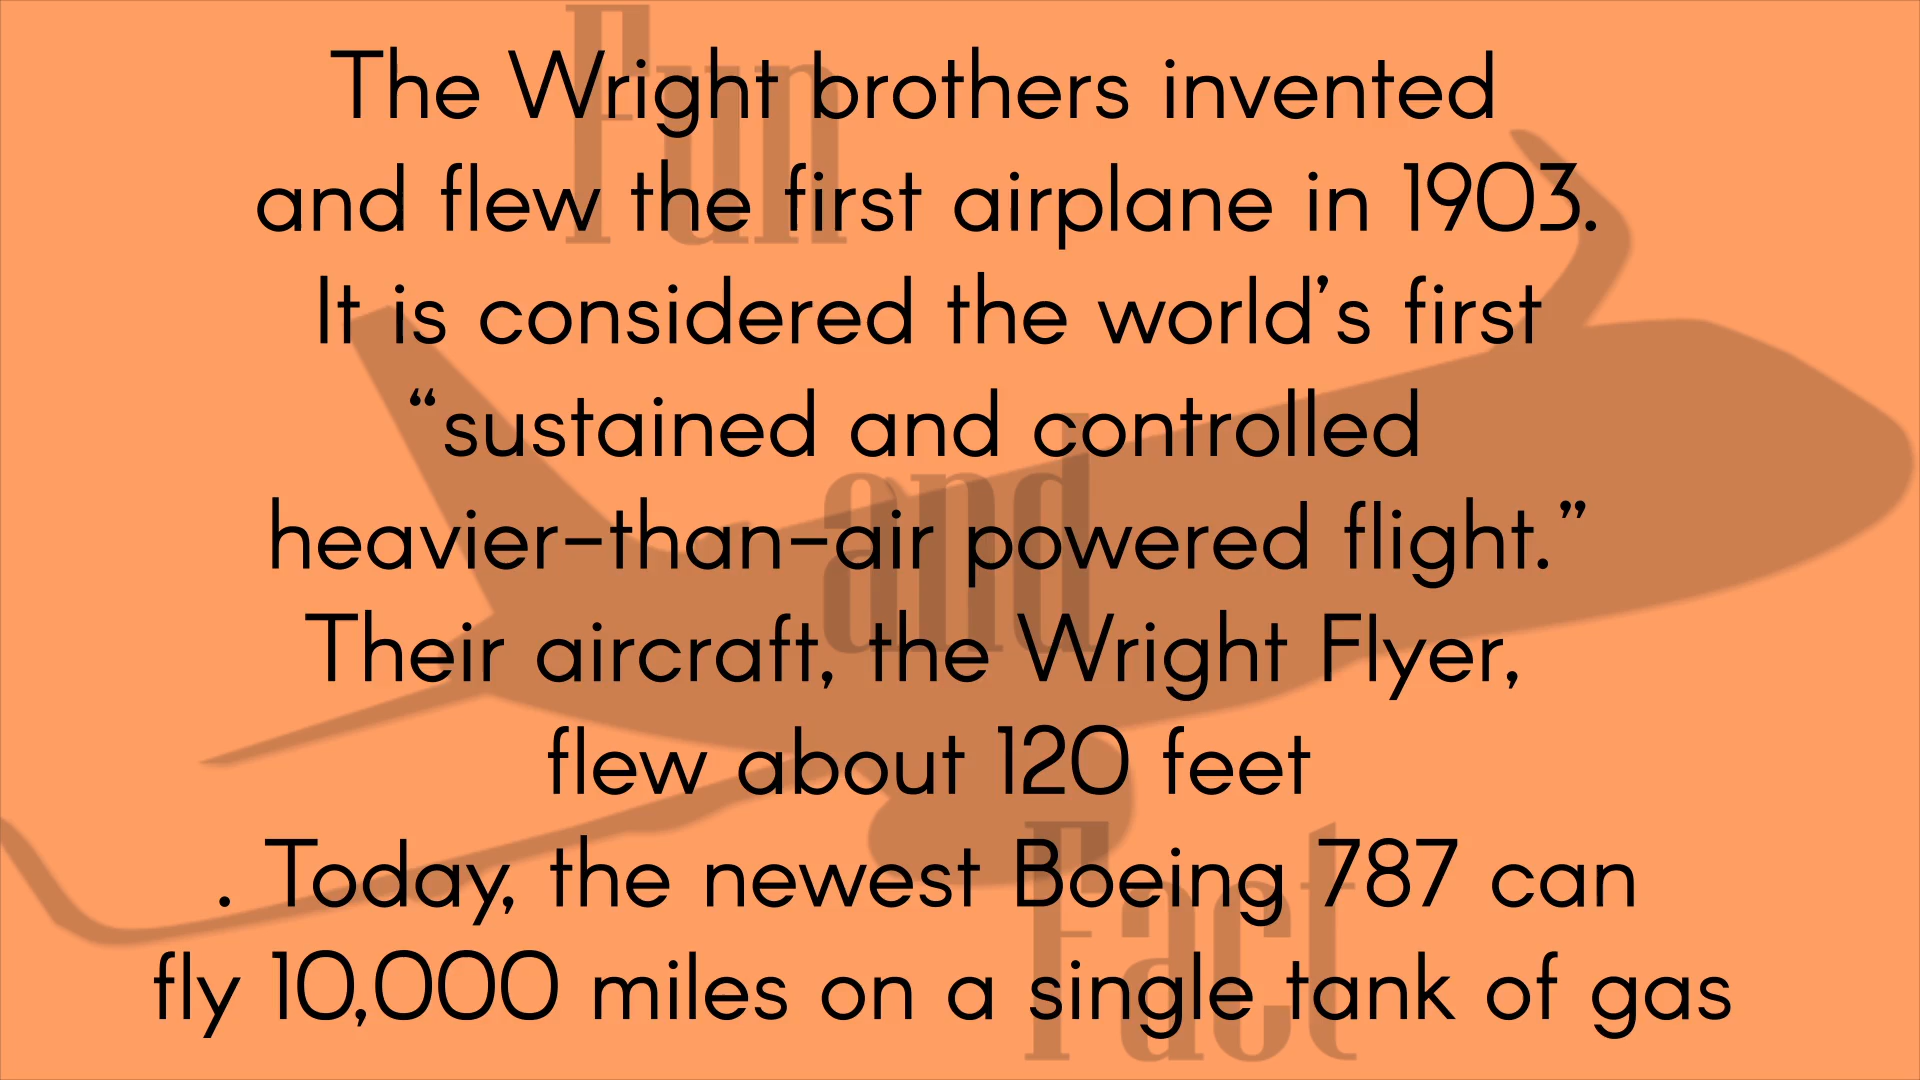 Fun
and
Fact
The Wright brothers invented
and flew the first airplane in 1903.
It is considered the world’s first
“sustained and controlled
heavier-than-air powered flight.”
Their aircraft, the Wright Flyer,
flew about 120 feet
. Today, the newest Boeing 787 can
fly 10,000 miles on a single tank of gas